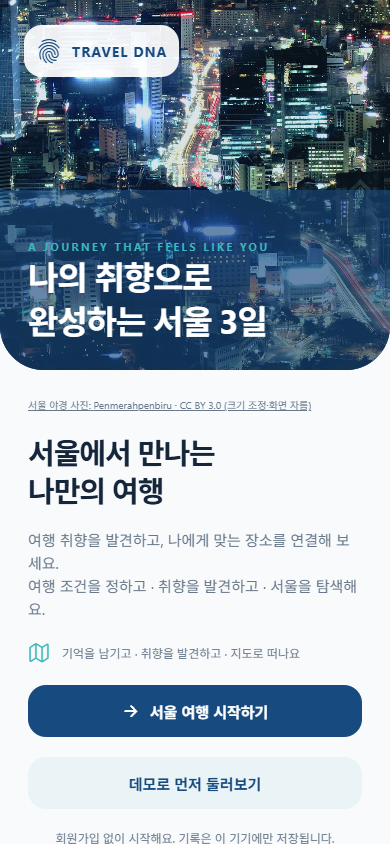 TRAVEL DNA
A JOURNEY THAT FEELS LIKE YOU
나의 취향으로
완성하는 서울 3일
서울 야경 사진: Penmerahpenbiru · CC BY 3.0 (크기 조정·화면 자름)
서울에서 만나는
나만의 여행
여행 취향을 발견하고, 나에게 맞는 장소를 연결해 보
세요.
여행 조건을 정하고 · 취향을 발견하고 · 서울을 탐색해
요.
기억을 남기고 · 취향을 발견하고 · 지도로 떠나요
서울 여행 시작하기
데모로 먼저 둘러보기
회원가입 없이 시작해요. 기록은 이 기기에만 저장됩니다.